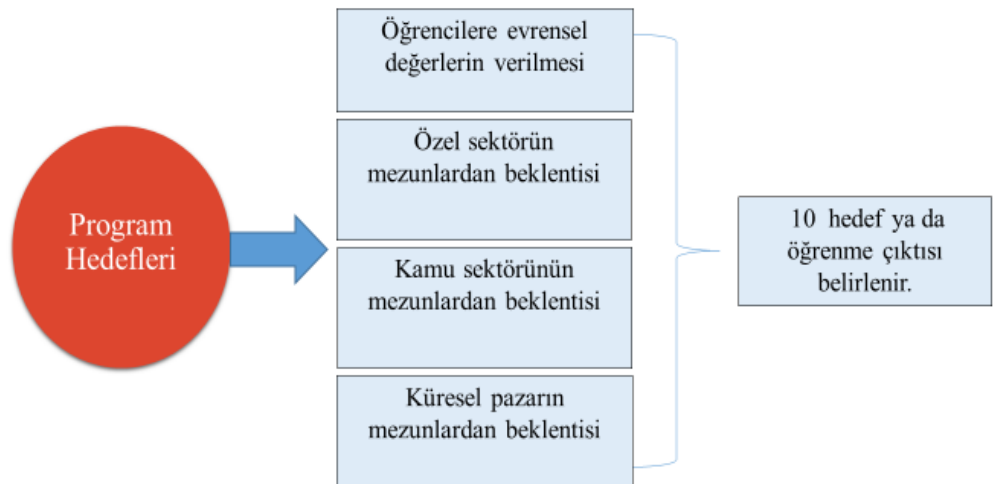 Program
Hedefleri
Öğrencilere evrensel
değerlerin verilmesi
Özel sektörün
mezunlardan beklentisi
Kamu sektörünün
mezunlardan beklentisi
Küresel pazarın
mezunlardan beklentisi
10 hedef ya da
öğrenme çıktısı
belirlenir.